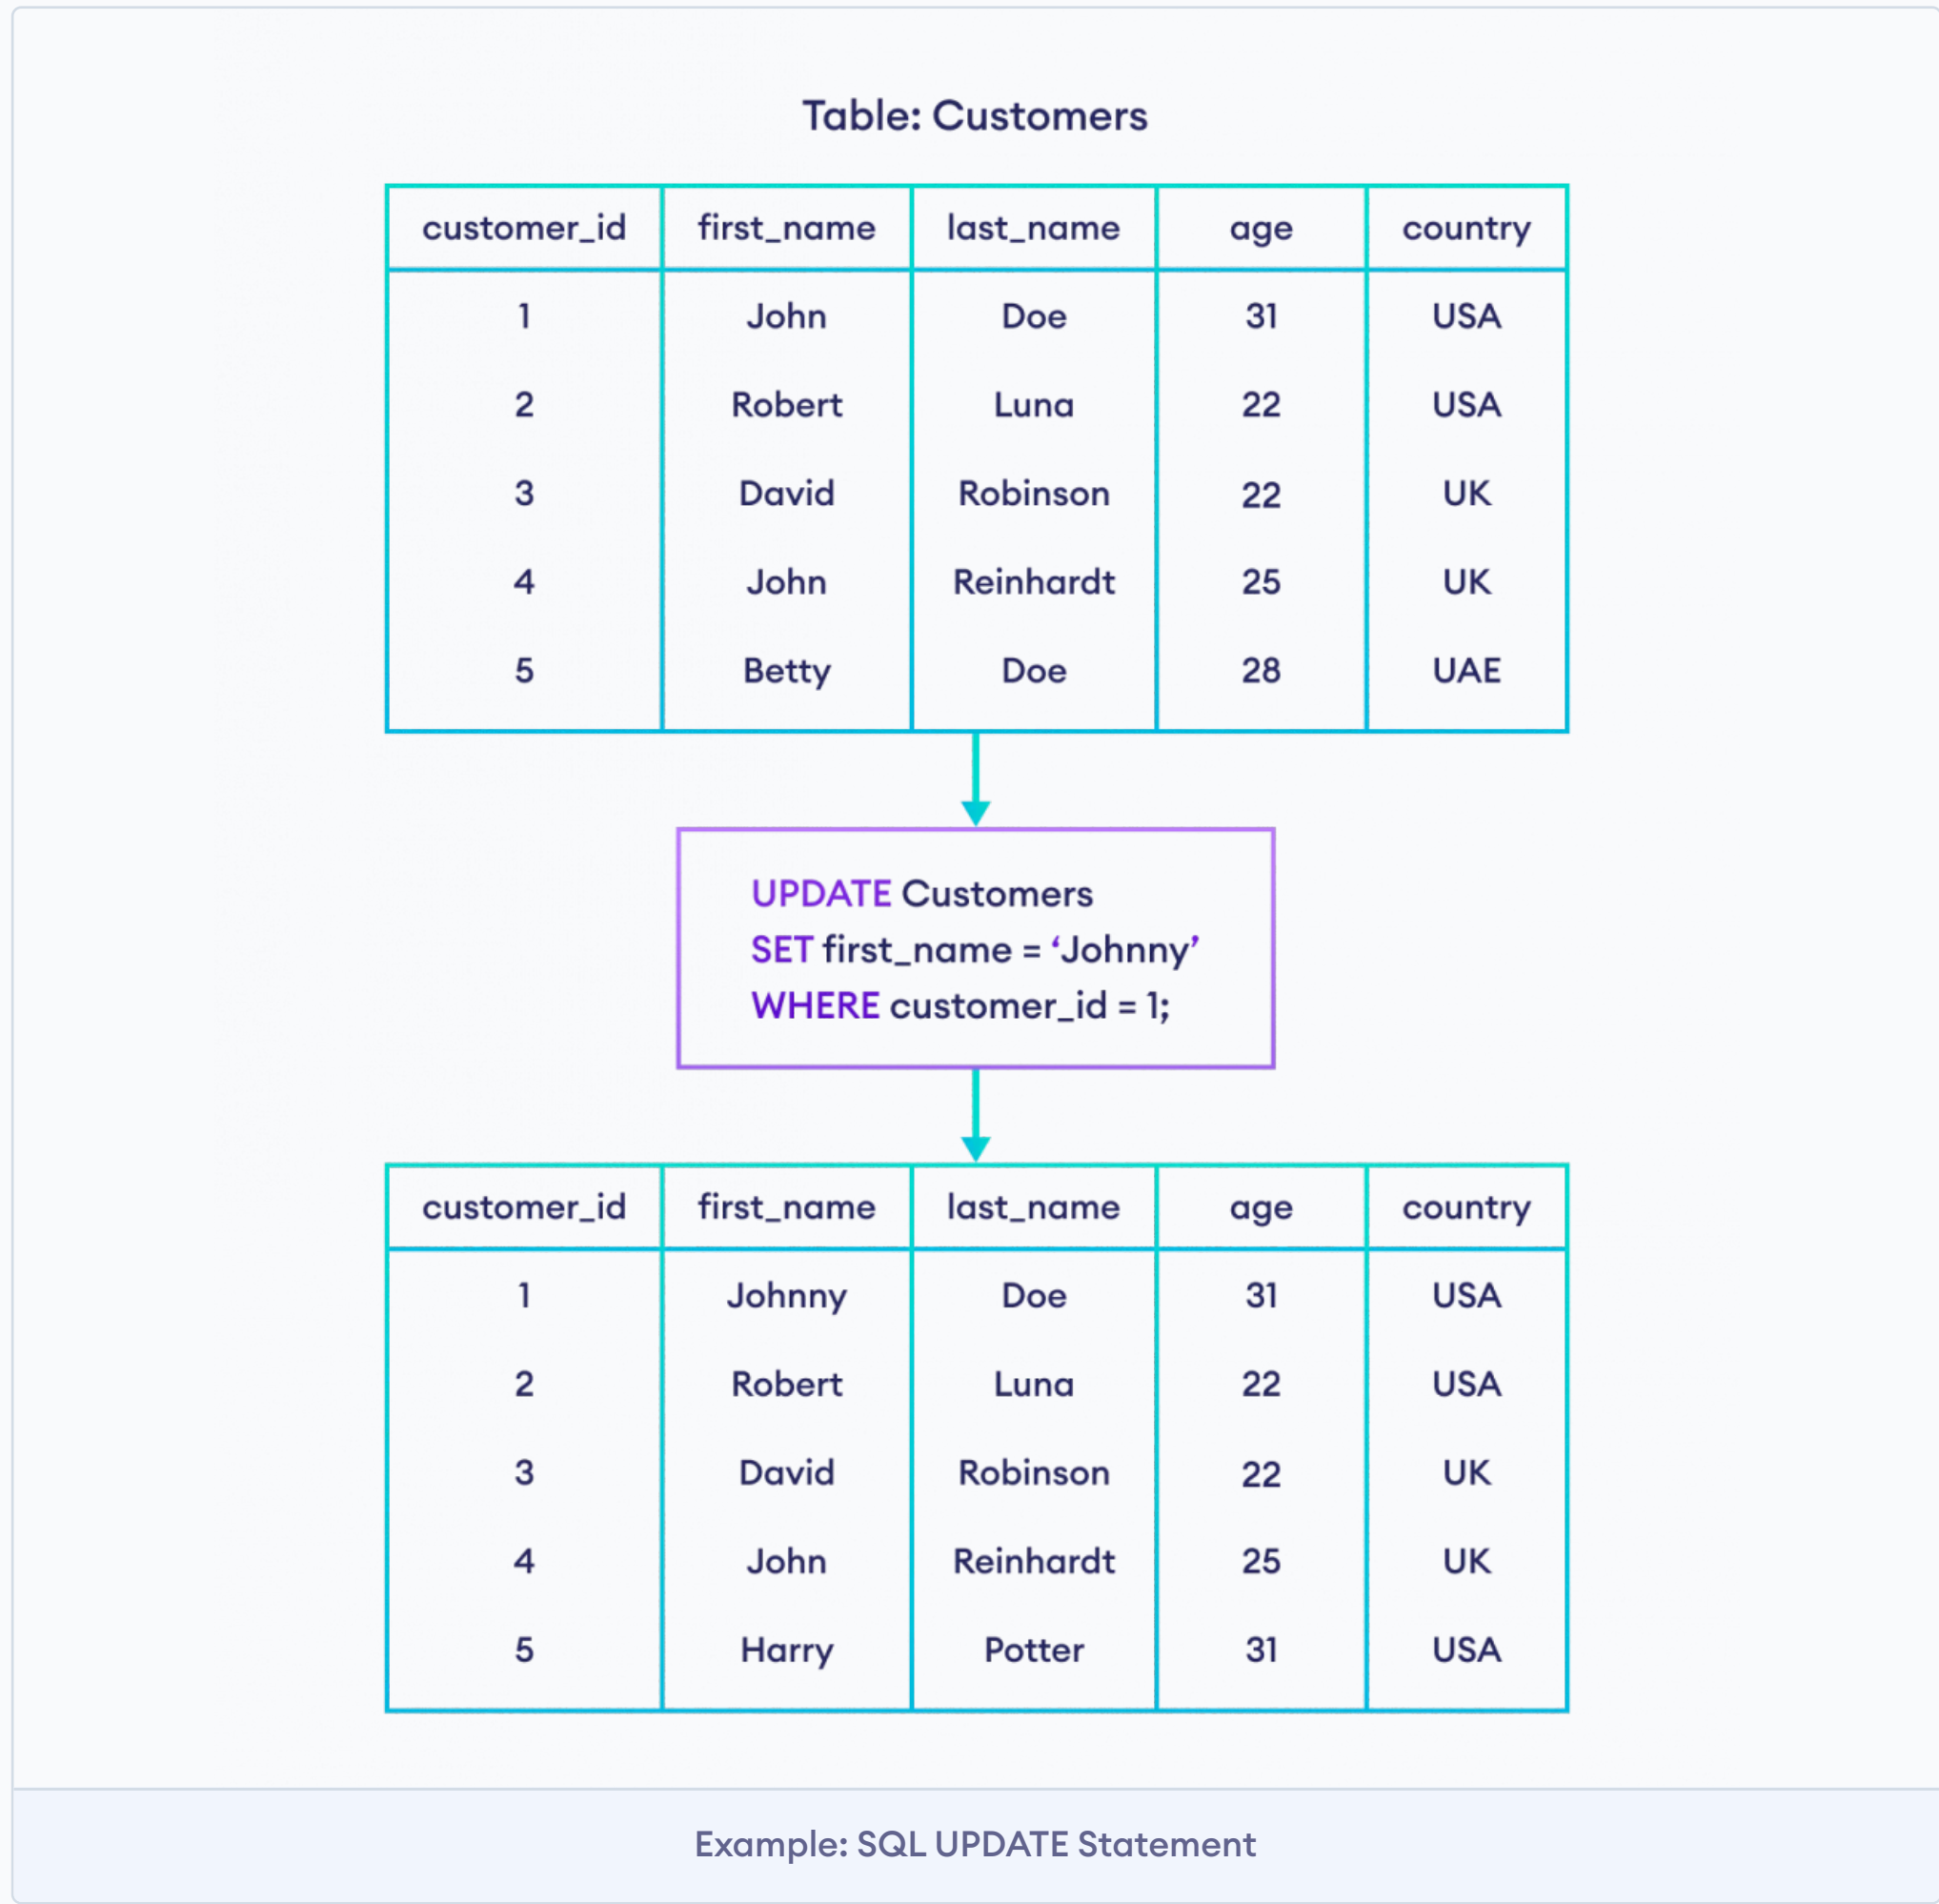 Table: Customers
customer_id first_name last_name age country
1 John Doe 31 USA
2 Robert Luna 22 USA
3 David Robinson 22 UK
4 John Reinhardt 25 UK
5 Betty Doe 28 UAE
UPDATE Customers
SET first_name = ‘Johnny’
WHERE customer_id = 1;
customer_id first_name last_name age country
1 Johnny Doe 31 USA
2 Robert Luna 22 USA
3 David Robinson 22 UK
4 John Reinhardt 25 UK
5 Harry Potter 31 USA
Example: SQL UPDATE Statement